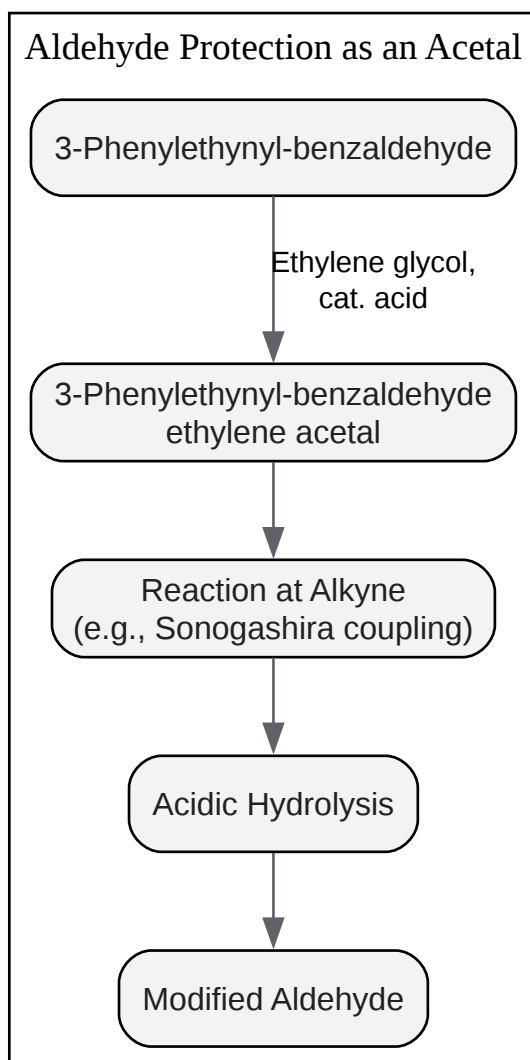 Aldehyde Protection as an Acetal
3-Phenylethynyl-benzaldehyde
Ethylene glycol,
cat. acid
3-Phenylethynyl-benzaldehyde
ethylene acetal
Reaction at Alkyne
(e.g., Sonogashira coupling)
Acidic Hydrolysis
Modified Aldehyde